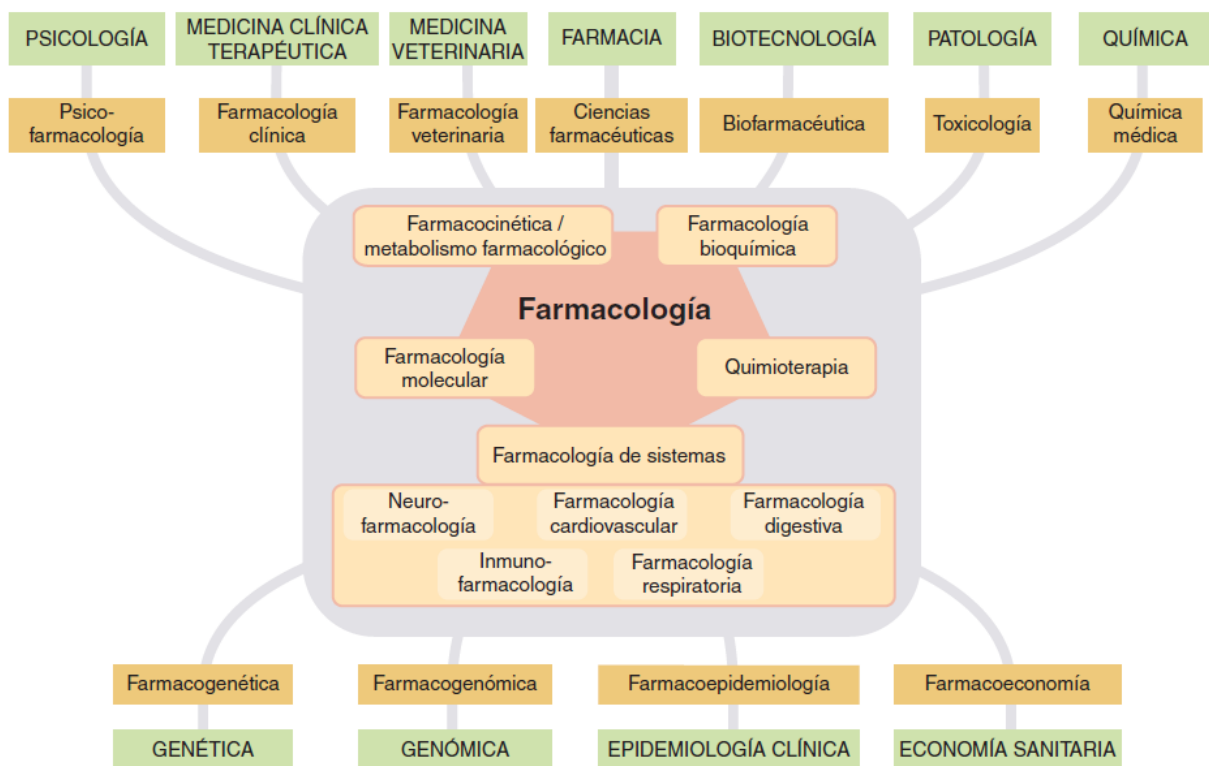 PSICOLOGÍA
MEDICINA CLÍNICA
TERAPÉUTICA
MEDICINA
VETERINARIA
FARMACIA
BIOTECNOLOGÍA
PATOLOGÍA
QUÍMICA
Psico-
farmacología
Farmacología
clínica
Farmacología
veterinaria
Ciencias
farmacéuticas
Biofarmacéutica
Toxicología
Química
médica
Farmacocinética /
metabolismo farmacológico
Farmacología
bioquímica
Farmacología
Farmacología
molecular
Quimioterapia
Farmacología de sistemas
Neuro-
farmacología
Farmacología
cardiovascular
Farmacología
digestiva
Inmuno-
farmacología
Farmacología
respiratoria
Farmacogenética
Farmacogenómica
Farmacoepidemiología
Farmacoeconomía
GENÉTICA
GENÓMICA
EPIDEMIOLOGÍA CLÍNICA
ECONOMÍA SANITARIA